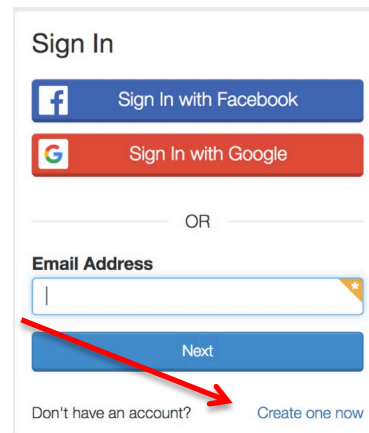 Sign In
Sign In with Facebook
Sign In with Google
OR
Email Address
Next
Don't have an account? Create one now